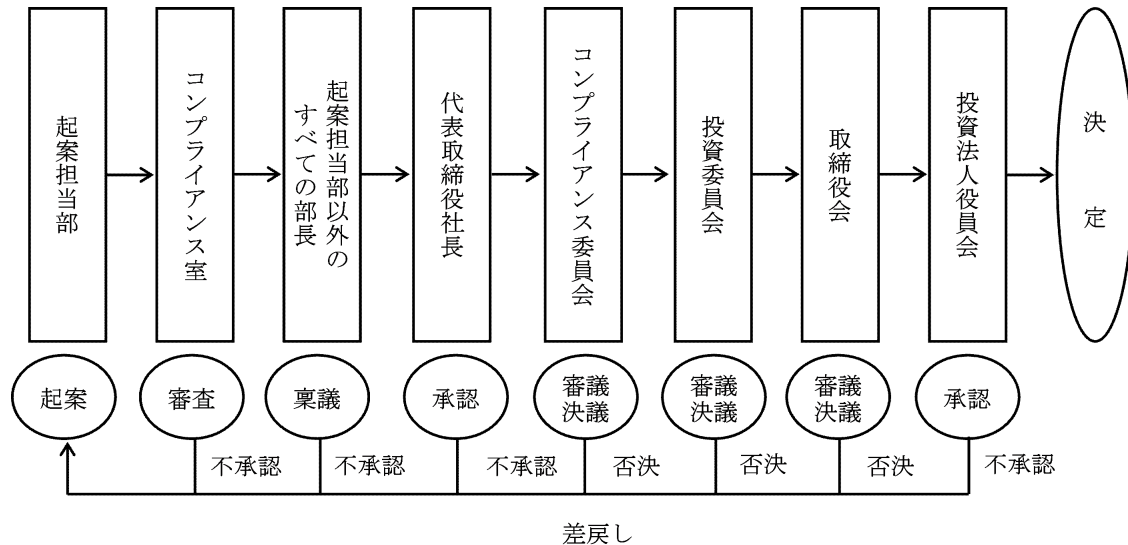 起案担当部
コンプライアンス室
起案担当部以外の
すべての部長
代表取締役社長
コンプライアンス委員会
投資委員会
取締役会
投資法人役員会
決定
起案
審査
稟議
承認
審議
決議
審議
決議
審議
決議
承認
不承認
不承認
不承認
否決
否決
否決
不承認
差戻し